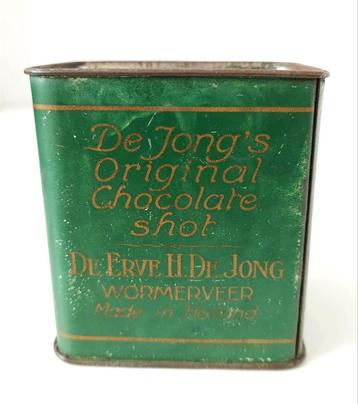 De Jong's
Original
Chocolate
shot
DE ERVE H. DE JONG
WORMERVEER
Made in Holland